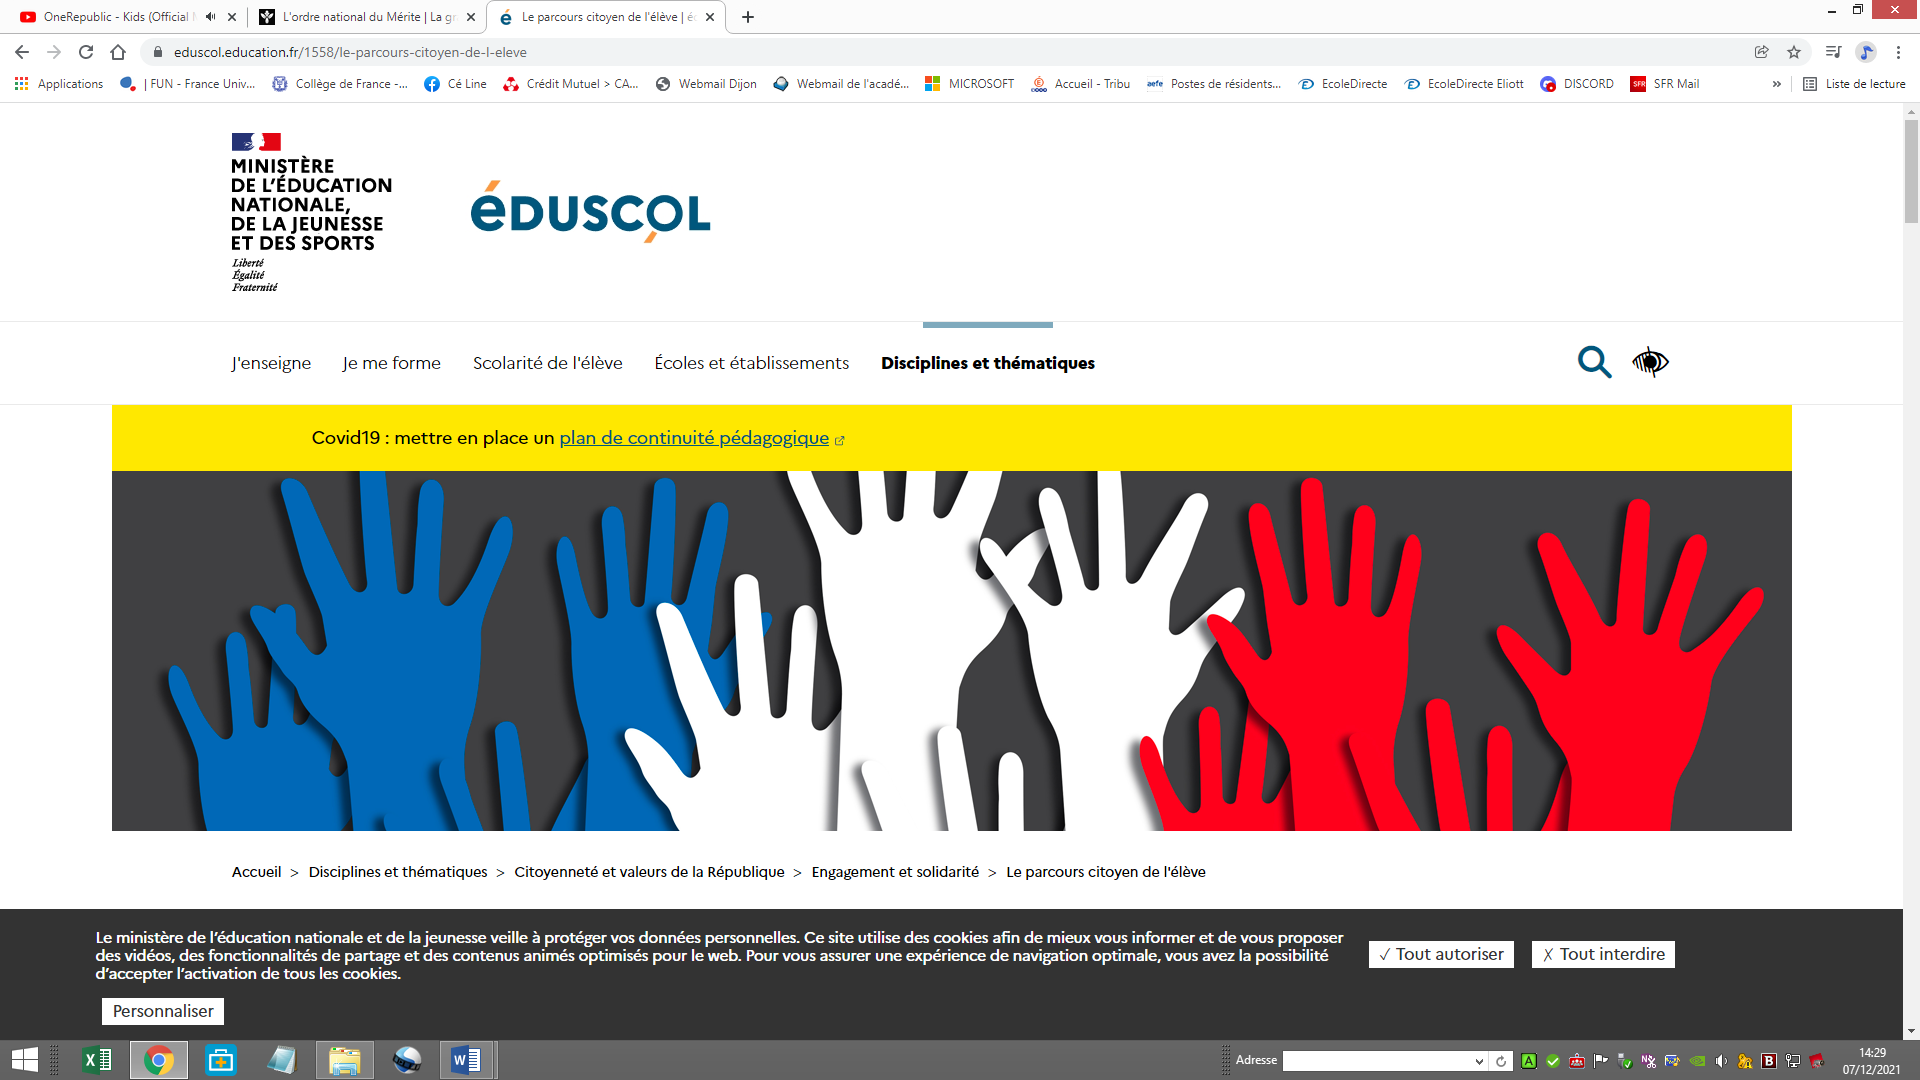 OneRepublic - Kids (Official
L'ordre national du Mérite | La gr
Le parcours citoyen de l'élève | é
eduscol.education.fr/1558/le-parcours-citoyen-de-l-eleve
Applications
| FUN - France Univ...
Collège de France -...
Cé Line
Crédit Mutuel > CA...
Webmail Dijon
Webmail de l'acadé...
MICROSOFT
Accueil - Tribu
aefe
Postes de résidents...
EcoleDirecte
EcoleDirecte Eliott
DISCORD
SFR
SFR Mail
»
Liste de lecture
MINISTÈRE
DE L'ÉDUCATION
NATIONALE,
DE LA JEUNESSE
ET DES SPORTS
Liberté
Égalité
Fraternité
éDUSCOL
J'enseigne
Je me forme
Scolarité de l'élève
Écoles et établissements
Disciplines et thématiques
Covid19 : mettre en place un plan de continuité pédagogique
Accueil > Disciplines et thématiques > Citoyenneté et valeurs de la République > Engagement et solidarité > Le parcours citoyen de l'élève
Le ministère de l'éducation nationale et de la jeunesse veille à protéger vos données personnelles. Ce site utilise des cookies afin de mieux vous informer et de vous proposer
des vidéos, des fonctionnalités de partage et des contenus animés optimisés pour le web. Pour vous assurer une expérience de navigation optimale, vous avez la possibilité
d'accepter l'activation de tous les cookies.
✓ Tout autoriser
✗ Tout interdire
Personnaliser
Adresse
14:29
07/12/2021